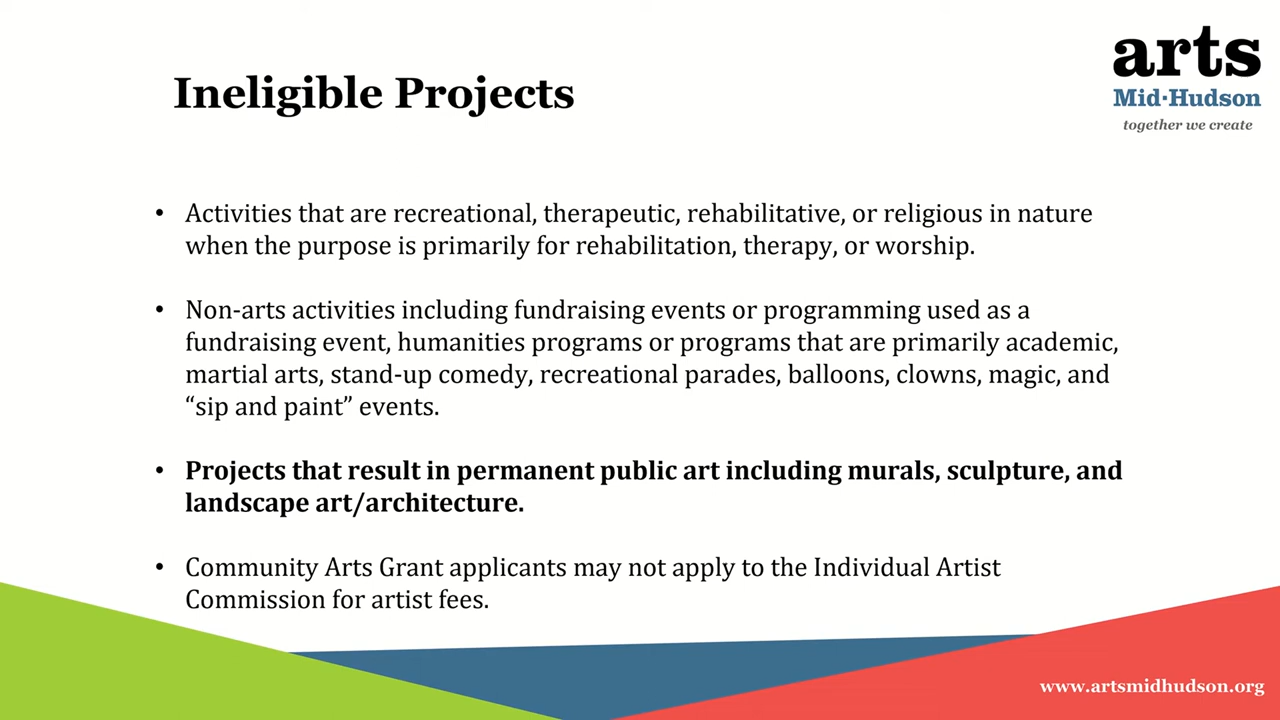 arts
Mid·Hudson
together we create
Ineligible Projects
• Activities that are recreational, therapeutic, rehabilitative, or religious in nature
when the purpose is primarily for rehabilitation, therapy, or worship.
• Non-arts activities including fundraising events or programming used as a
fundraising event, humanities programs or programs that are primarily academic,
martial arts, stand-up comedy, recreational parades, balloons, clowns, magic, and
“sip and paint” events.
• Projects that result in permanent public art including murals, sculpture, and
landscape art/architecture.
• Community Arts Grant applicants may not apply to the Individual Artist
Commission for artist fees.
www.artsmidhudson.org